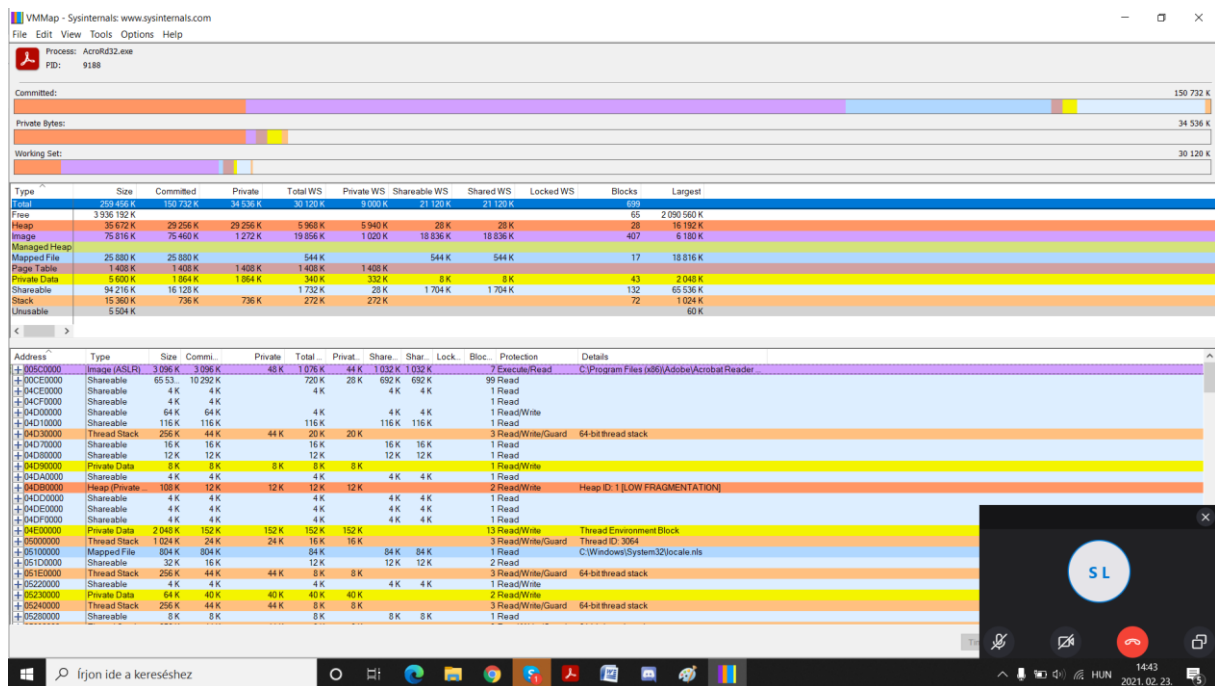 VMMap - Sysinternals: www.sysinternals.com
File Edit View Tools Options Help
Process: AcroRd32.exe
PID: 9188
Committed: 150 732 K
Private Bytes: 34 536 K
Working Set: 30 120 K
Type Size Committed Private Total WS Private WS Shareable WS Shared WS Locked WS Blocks Largest
Total 259 456 K 150 732 K 34 536 K 30 120 K 9 000 K 21 120 K 21 120 K 699
Free 3 936 192 K 65 2 090 560 K
Heap 35 672 K 29 256 K 29 256 K 5 968 K 5 940 K 28 K 28 K 28 16 192 K
Image 75 816 K 75 460 K 1 272 K 19 856 K 1 020 K 18 836 K 18 836 K 407 6 180 K
Managed Heap
Mapped File 25 880 K 25 880 K 544 K 544 K 544 K 17 18 816 K
Page Table 1 408 K 1 408 K 1 408 K 1 408 K 1 408 K
Private Data 5 600 K 1 864 K 1 864 K 340 K 332 K 8 K 8 K 43 2 048 K
Shareable 94 216 K 16 128 K 1 732 K 28 K 1 704 K 1 704 K 132 65 536 K
Stack 15 360 K 736 K 736 K 272 K 272 K 72 1 024 K
Unusable 5 504 K 60 K
Address Type Size Commi... Private Total ... Privat... Share... Shar... Lock... Bloc... Protection Details
005C0000 Image (ASLR) 3 096 K 3 096 K 48 K 1 076 K 44 K 1 032 K 1 032 K 7 Execute/Read C:\Program Files (x86)\Adobe\Acrobat Reader ...
00CE0000 Shareable 65 53... 10 292 K 720 K 28 K 692 K 692 K 99 Read
04CE0000 Shareable 4 K 4 K 4 K 4 K 4 K 1 Read
04CF0000 Shareable 4 K 4 K 1 Read
04D00000 Shareable 64 K 64 K 4 K 4 K 4 K 1 Read/Write
04D10000 Shareable 116 K 116 K 116 K 116 K 116 K 1 Read
04D30000 Thread Stack 256 K 44 K 44 K 20 K 20 K 3 Read/Write/Guard 64-bit thread stack
04D70000 Shareable 16 K 16 K 16 K 16 K 16 K 1 Read
04D80000 Shareable 12 K 12 K 12 K 12 K 12 K 1 Read
04D90000 Private Data 8 K 8 K 8 K 8 K 8 K 1 Read/Write
04DA0000 Shareable 4 K 4 K 4 K 4 K 4 K 1 Read
04DB0000 Heap (Private ... 108 K 12 K 12 K 12 K 12 K 2 Read/Write Heap ID: 1 [LOW FRAGMENTATION]
04DD0000 Shareable 4 K 4 K 4 K 4 K 4 K 1 Read
04DE0000 Shareable 4 K 4 K 4 K 4 K 4 K 1 Read
04DF0000 Shareable 4 K 4 K 4 K 4 K 4 K 1 Read
04E00000 Private Data 2 048 K 152 K 152 K 152 K 152 K 13 Read/Write Thread Environment Block
05000000 Thread Stack 1 024 K 24 K 24 K 16 K 16 K 3 Read/Write/Guard Thread ID: 3064
05100000 Mapped File 804 K 804 K 84 K 84 K 84 K 1 Read C:\Windows\System32\locale.nls
051D0000 Shareable 32 K 16 K 12 K 12 K 12 K 2 Read
051E0000 Thread Stack 256 K 44 K 44 K 8 K 8 K 3 Read/Write/Guard 64-bit thread stack
05220000 Shareable 4 K 4 K 4 K 4 K 4 K 1 Read/Write
05230000 Private Data 64 K 40 K 40 K 40 K 40 K 2 Read/Write
05240000 Thread Stack 256 K 44 K 44 K 8 K 8 K 3 Read/Write/Guard 64-bit thread stack
05280000 Shareable 8 K 8 K 8 K 8 K 8 K 1 Read
S L
Írjon ide a kereséshez
HUN
14:43
2021. 02. 23.